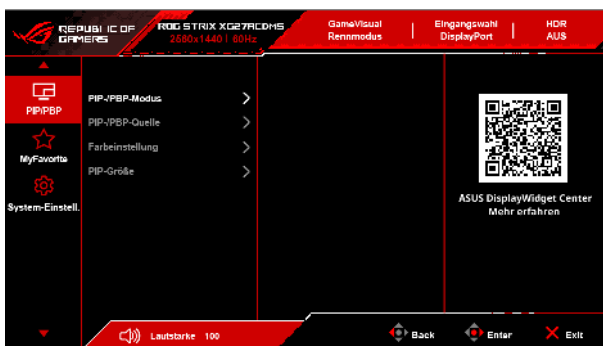 REPUBLIC OF
GAMERS
ROG STRIX XG27ACDMS
2560x1440 | 60Hz
GameVisual
Rennmodus
Eingangswahl
DisplayPort
HDR
AUS
PIP/PBP
MyFavorite
System-Einstell.
PIP-/PBP-Modus
PIP-/PBP-Quelle
Farbeinstellung
PIP-Größe
ASUS DisplayWidget Center
Mehr erfahren
Lautstarke 100
Back
Enter
Exit